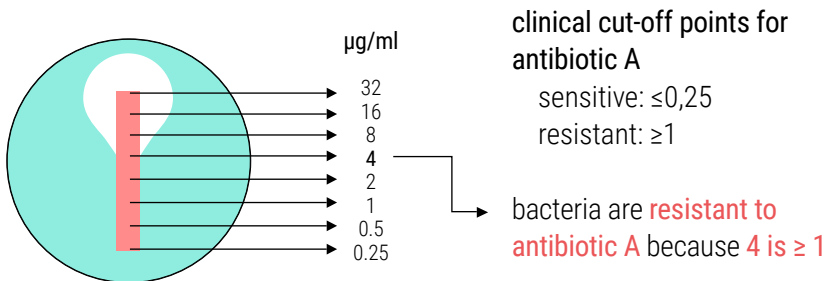 µg/ml
32
16
8
4
2
1
0.5
0.25
clinical cut-off points for
antibiotic A
sensitive: ≤0,25
resistant: ≥1
bacteria are resistant to
antibiotic A because 4 is ≥ 1